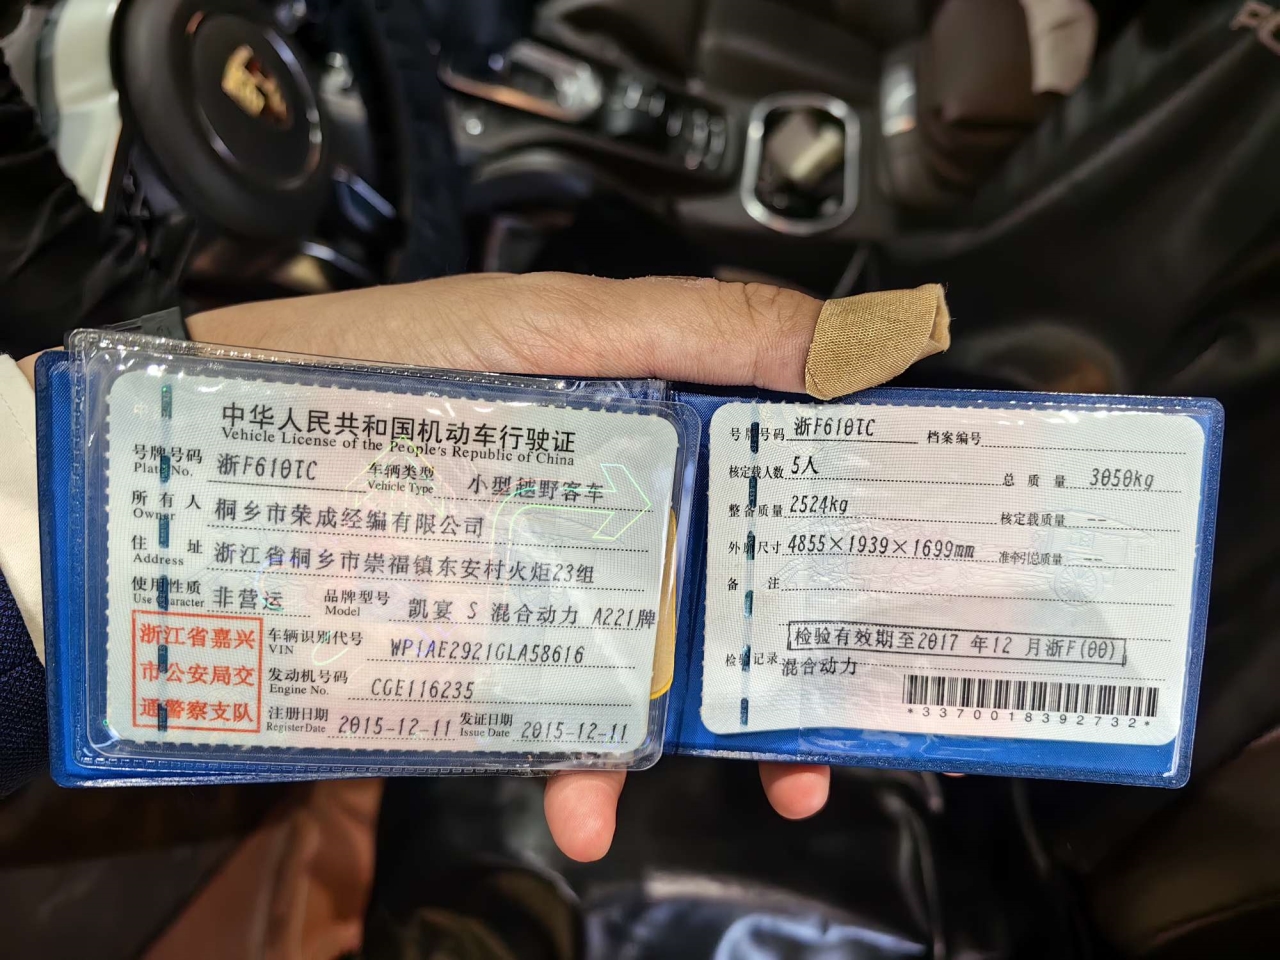 中华人民共和国机动车行驶证
Vehicle License of the People's Republic of China
号牌号码 浙F610TC 车辆类型 小型越野客车
Plate No. Vehicle Type
所有人 桐乡市荣成经编有限公司
Owner
住址 浙江省桐乡市崇福镇东安村火炬23组
Address
使用性质 非营运 品牌型号 凯宴 S 混合动力 A221牌
Use Character Model
浙江省嘉兴
市公安局交
通警察支队
车辆识别代号 WP1AE2921GLA58616
VIN
发动机号码 CGE116235
Engine No.
注册日期 2015-12-11 发证日期 2015-12-11
Register Date Issue Date
号牌号码 浙F610TC 档案编号
核定载人数 5人 总质量 3050kg
整备质量 2524kg 核定载质量 --
外廓尺寸 4855×1939×1699mm 准牵引总质量 --
备注
检验有效期至2017 年12 月浙F(00)
检验记录
混合动力
*3370018392732*